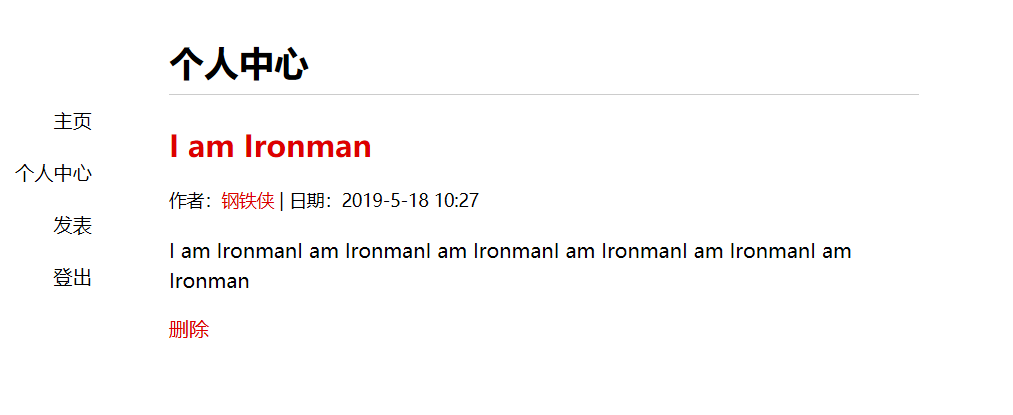 个人中心
主页
个人中心
发表
登出
I am Ironman
作者：钢铁侠 | 日期：2019-5-18 10:27
I am IronmanI am IronmanI am IronmanI am IronmanI am IronmanI am
Ironman
删除